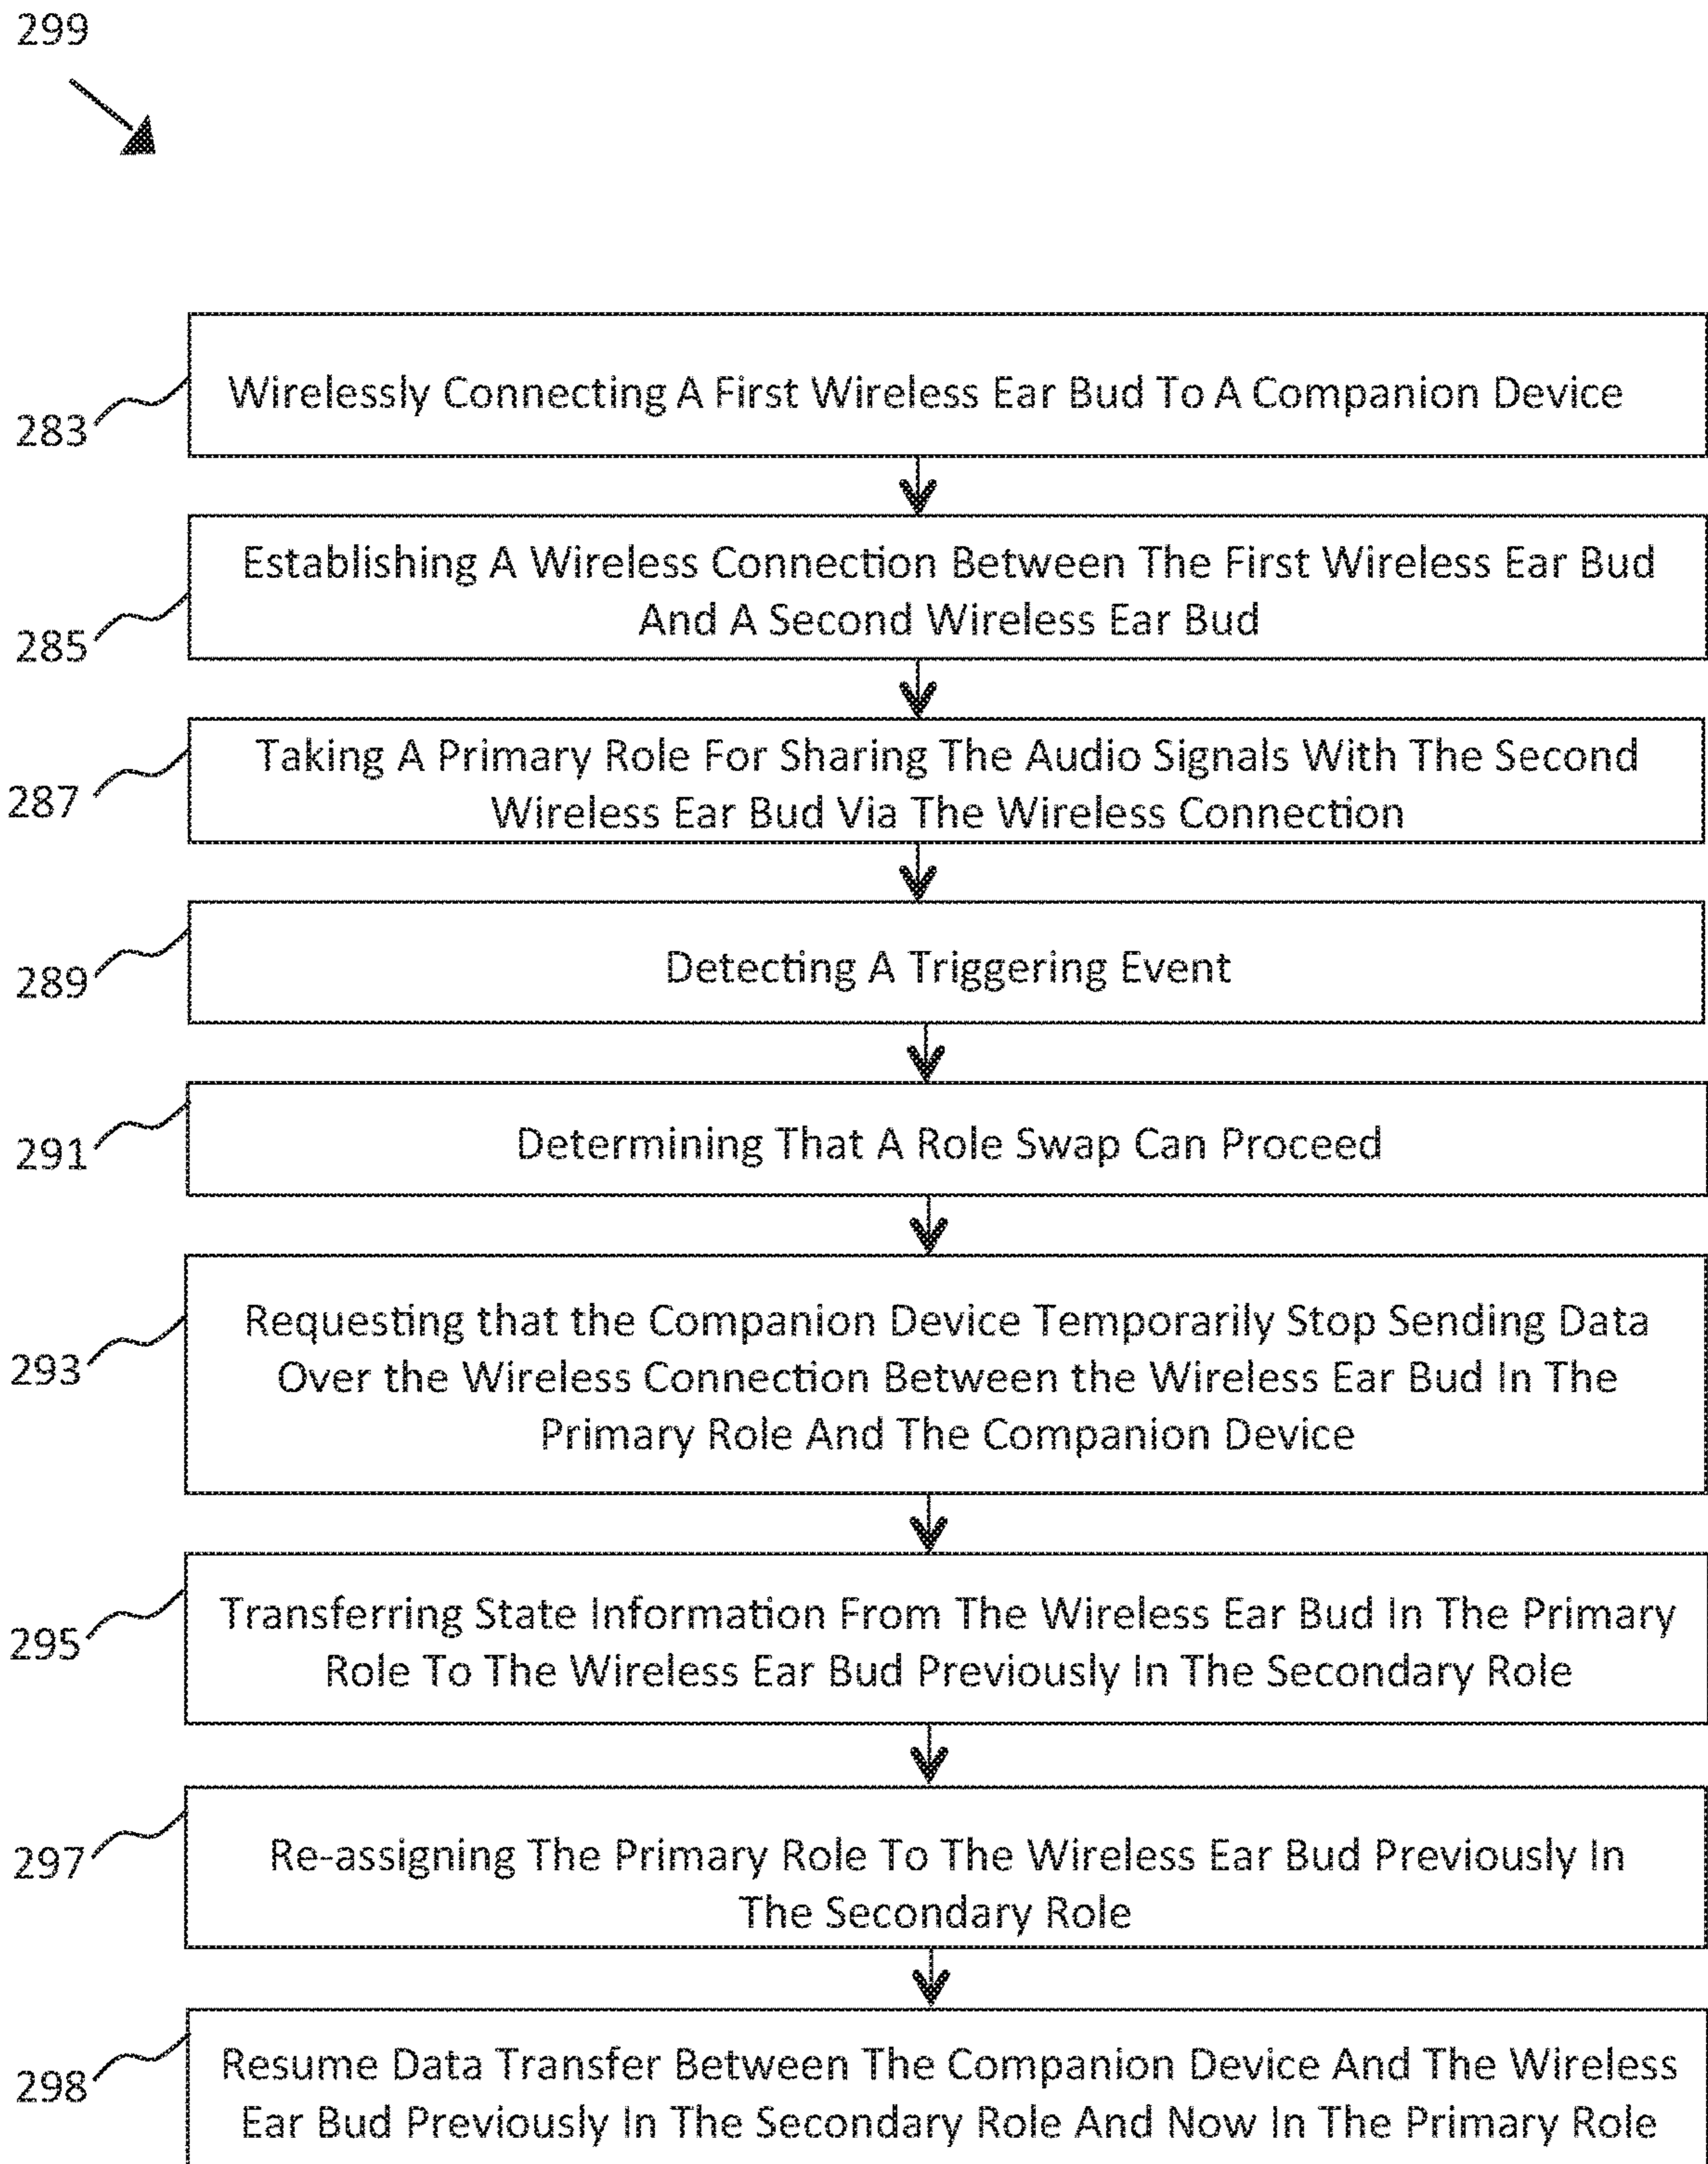 299
283
Wirelessly Connecting A First Wireless Ear Bud To A Companion Device
285
Establishing A Wireless Connection Between The First Wireless Ear Bud
And A Second Wireless Ear Bud
287
Taking A Primary Role For Sharing The Audio Signals With The Second
Wireless Ear Bud Via The Wireless Connection
289
Detecting A Triggering Event
291
Determining That A Role Swap Can Proceed
293
Requesting that the Companion Device Temporarily Stop Sending Data
Over the Wireless Connection Between the Wireless Ear Bud In The
Primary Role And The Companion Device
295
Transferring State Information From The Wireless Ear Bud In The Primary
Role To The Wireless Ear Bud Previously In The Secondary Role
297
Re-assigning The Primary Role To The Wireless Ear Bud Previously In
The Secondary Role
298
Resume Data Transfer Between The Companion Device And The Wireless
Ear Bud Previously In The Secondary Role And Now In The Primary Role